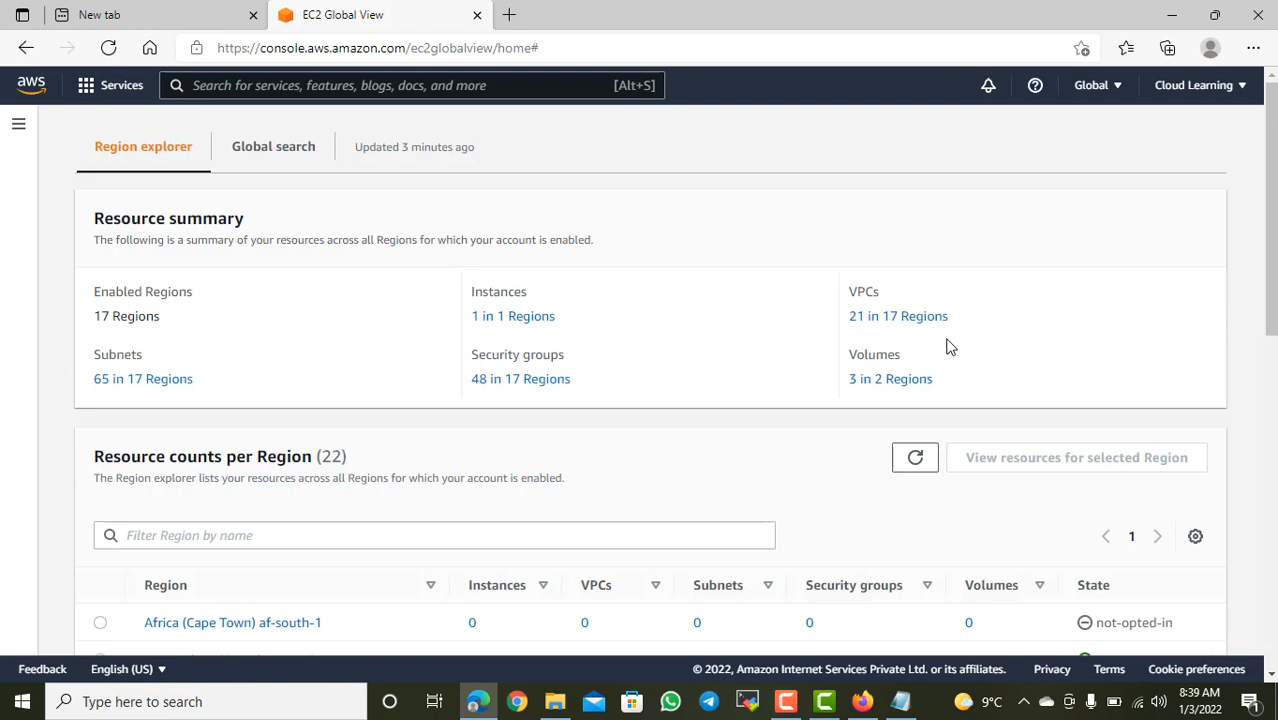 New tab
EC2 Global View
https://console.aws.amazon.com/ec2globalview/home#
aws
Services
Search for services, features, blogs, docs, and more
[Alt+S]
Global
Cloud Learning
Region explorer
Global search
Updated 3 minutes ago
Resource summary
The following is a summary of your resources across all Regions for which your account is enabled.
Enabled Regions
17 Regions
Instances
1 in 1 Regions
VPCs
21 in 17 Regions
Subnets
65 in 17 Regions
Security groups
48 in 17 Regions
Volumes
3 in 2 Regions
Resource counts per Region (22)
View resources for selected Region
The Region explorer lists your resources across all Regions for which your account is enabled.
Filter Region by name
1
Region
Instances
VPCs
Subnets
Security groups
Volumes
State
Africa (Cape Town) af-south-1
0
0
0
0
0
not-opted-in
Feedback
English (US)
© 2022, Amazon Internet Services Private Ltd. or its affiliates.
Privacy
Terms
Cookie preferences
Type here to search
9°C
8:39 AM
1/3/2022
1